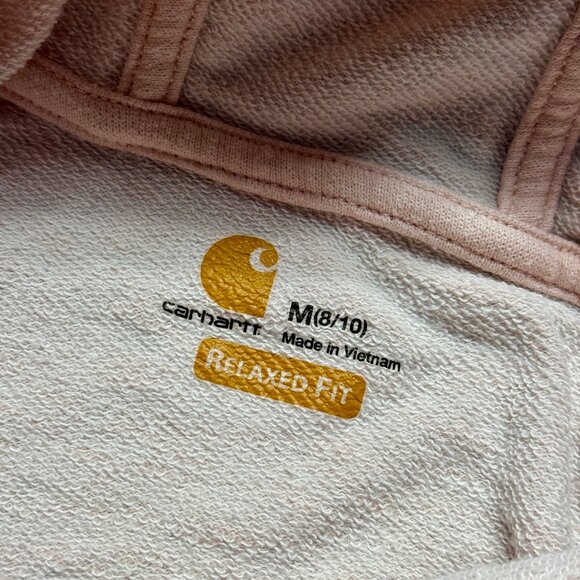 carhartt
M(8/10)
Made in Vietnam
RELAXED FIT